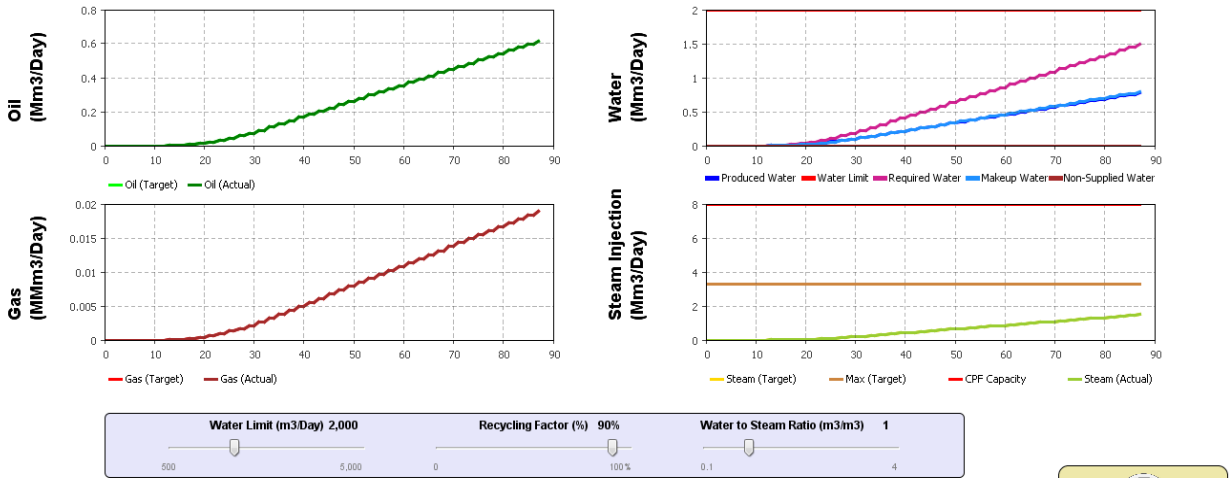 Oil
(Mm3/Day)
0.8
0.6
0.4
0.2
0
0 10 20 30 40 50 60 70 80 90
Oil (Target) Oil (Actual)
Water
(Mm3/Day)
2
1.5
1
0.5
0
0 10 20 30 40 50 60 70 80 90
Produced Water Water Limit Required Water Makeup Water Non-Supplied Water
Gas
(MMm3/Day)
0.02
0.015
0.01
0.005
0
0 10 20 30 40 50 60 70 80 90
Gas (Target) Gas (Actual)
Steam Injection
(Mm3/Day)
8
6
4
2
0
0 10 20 30 40 50 60 70 80 90
Steam (Target) Max (Target) CPF Capacity Steam (Actual)
Water Limit (m3/Day) 2,000
500 5,000
Recycling Factor (%) 90%
0 100%
Water to Steam Ratio (m3/m3) 1
0.1 4